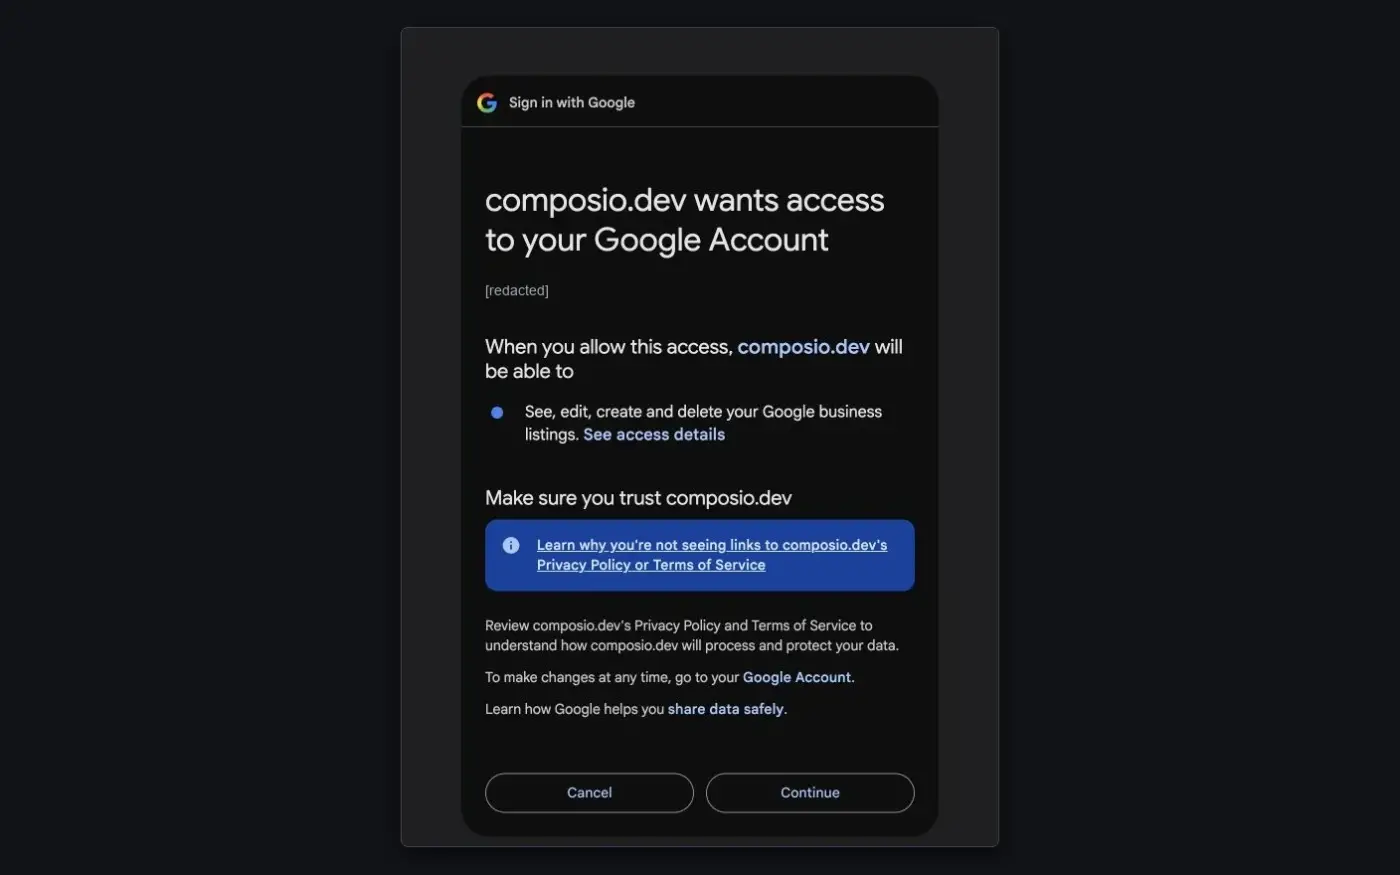 Sign in with Google
composio.dev wants access
to your Google Account
[redacted]
When you allow this access, composio.dev will
be able to
See, edit, create and delete your Google business
listings. See access details
Make sure you trust composio.dev
Learn why you're not seeing links to composio.dev's
Privacy Policy or Terms of Service
Review composio.dev's Privacy Policy and Terms of Service to
understand how composio.dev will process and protect your data.
To make changes at any time, go to your Google Account.
Learn how Google helps you share data safely.
Cancel
Continue